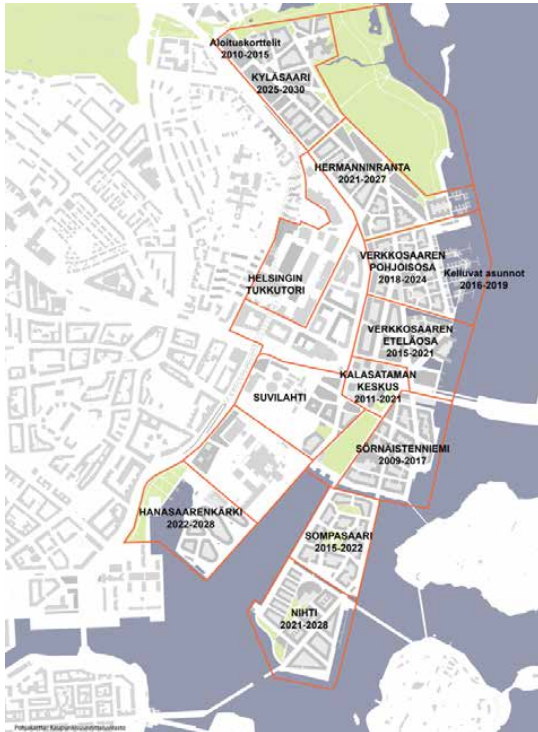 Aloituskorttelit
2010-2015
KYLÄSAARI
2025-2030
HERMANNINRANTA
2021-2027
VERKKOSAAREN
POHJOISOSA
2018-2024
Kelluvat asunnot
2016-2019
HELSINGIN
TUKKUTORI
VERKKOSAAREN
ETELÄOSA
2015-2021
KALASATAMAN
KESKUS
2011-2021
SUVILAHTI
SÖRNÄISTENNIEMI
2009-2017
HANASAARENKÄRKI
2022-2028
SOMPASAARI
2015-2022
NIHTI
2021-2028
Pohjakartta: Kaupunkisuunnitteluvirasto